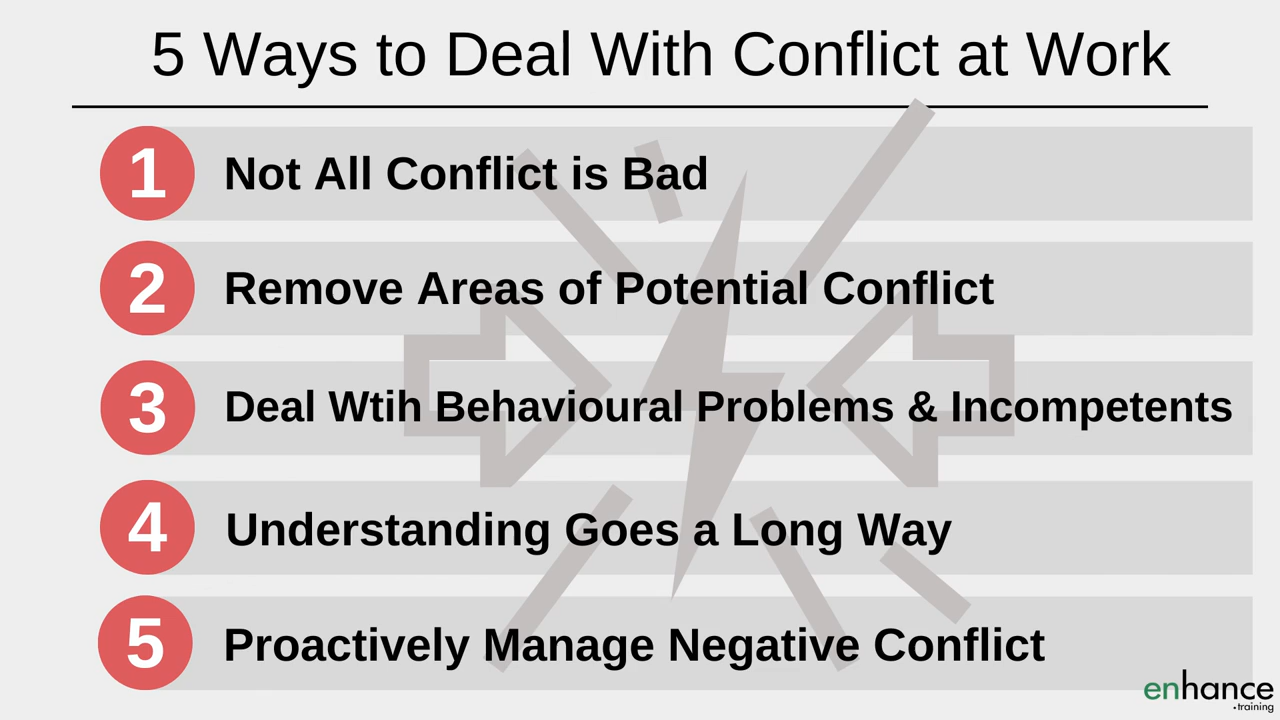 5 Ways to Deal With Conflict at Work
1 Not All Conflict is Bad
2 Remove Areas of Potential Conflict
3 Deal Wtih Behavioural Problems & Incompetents
4 Understanding Goes a Long Way
5 Proactively Manage Negative Conflict
enhance
•training